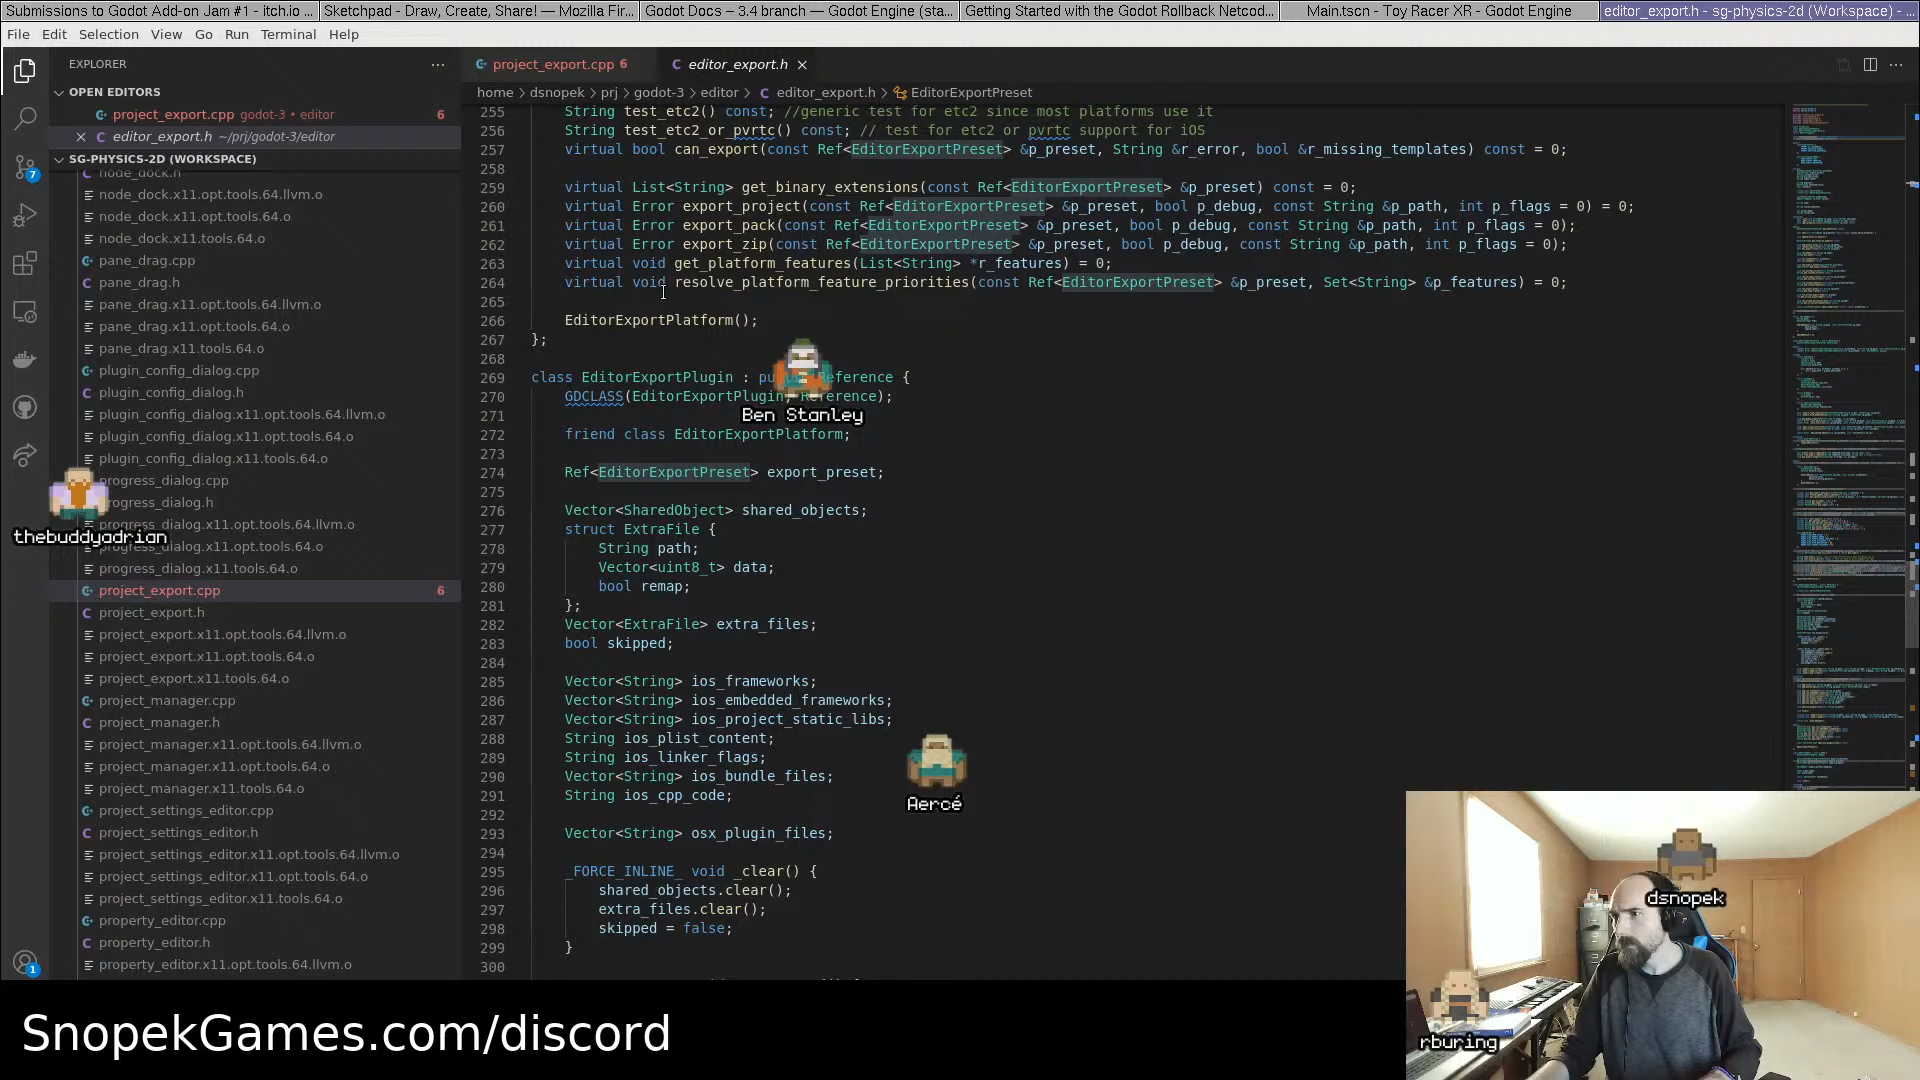 Submissions to Godot Add-on Jam #1 - itch.io ...
Sketchpad - Draw, Create, Share! — Mozilla Fir...
Godot Docs – 3.4 branch — Godot Engine (sta...
Getting Started with the Godot Rollback Netcod...
Main.tscn - Toy Racer XR - Godot Engine
editor_export.h - sg-physics-2d (Workspace) - ...
File Edit Selection View Go Run Terminal Help
EXPLORER ...
project_export.cpp 6
editor_export.h
home > dsnopek > prj > godot-3 > editor > editor_export.h > EditorExportPreset
OPEN EDITORS
project_export.cpp godot-3 • editor 6
editor_export.h ~/prj/godot-3/editor
SG-PHYSICS-2D (WORKSPACE)
node_dock.h
node_dock.x11.opt.tools.64.llvm.o
node_dock.x11.opt.tools.64.o
node_dock.x11.tools.64.o
pane_drag.cpp
pane_drag.h
pane_drag.x11.opt.tools.64.llvm.o
pane_drag.x11.opt.tools.64.o
pane_drag.x11.tools.64.o
plugin_config_dialog.cpp
plugin_config_dialog.h
plugin_config_dialog.x11.opt.tools.64.llvm.o
plugin_config_dialog.x11.opt.tools.64.o
plugin_config_dialog.x11.tools.64.o
progress_dialog.cpp
progress_dialog.h
progress_dialog.x11.opt.tools.64.llvm.o
progress_dialog.x11.opt.tools.64.o
progress_dialog.x11.tools.64.o
project_export.cpp 6
project_export.h
project_export.x11.opt.tools.64.llvm.o
project_export.x11.opt.tools.64.o
project_export.x11.tools.64.o
project_manager.cpp
project_manager.h
project_manager.x11.opt.tools.64.llvm.o
project_manager.x11.opt.tools.64.o
project_manager.x11.tools.64.o
project_settings_editor.cpp
project_settings_editor.h
project_settings_editor.x11.opt.tools.64.llvm.o
project_settings_editor.x11.opt.tools.64.o
project_settings_editor.x11.tools.64.o
property_editor.cpp
property_editor.h
property_editor.x11.opt.tools.64.llvm.o
7
1
255 String test_etc2() const; //generic test for etc2 since most platforms use it
256 String test_etc2_or_pvrtc() const; // test for etc2 or pvrtc support for iOS
257 virtual bool can_export(const Ref<EditorExportPreset> &p_preset, String &r_error, bool &r_missing_templates) const = 0;
258
259 virtual List<String> get_binary_extensions(const Ref<EditorExportPreset> &p_preset) const = 0;
260 virtual Error export_project(const Ref<EditorExportPreset> &p_preset, bool p_debug, const String &p_path, int p_flags = 0) = 0;
261 virtual Error export_pack(const Ref<EditorExportPreset> &p_preset, bool p_debug, const String &p_path, int p_flags = 0);
262 virtual Error export_zip(const Ref<EditorExportPreset> &p_preset, bool p_debug, const String &p_path, int p_flags = 0);
263 virtual void get_platform_features(List<String> *r_features) = 0;
264 virtual void resolve_platform_feature_priorities(const Ref<EditorExportPreset> &p_preset, Set<String> &p_features) = 0;
265
266 EditorExportPlatform();
267 };
268
269 class EditorExportPlugin : public Reference {
270 GDCLASS(EditorExportPlugin, Reference);
271
272 friend class EditorExportPlatform;
273
274 Ref<EditorExportPreset> export_preset;
275
276 Vector<SharedObject> shared_objects;
277 struct ExtraFile {
278 String path;
279 Vector<uint8_t> data;
280 bool remap;
281 };
282 Vector<ExtraFile> extra_files;
283 bool skipped;
284
285 Vector<String> ios_frameworks;
286 Vector<String> ios_embedded_frameworks;
287 Vector<String> ios_project_static_libs;
288 String ios_plist_content;
289 String ios_linker_flags;
290 Vector<String> ios_bundle_files;
291 String ios_cpp_code;
292
293 Vector<String> osx_plugin_files;
294
295 _FORCE_INLINE_ void _clear() {
296 shared_objects.clear();
297 extra_files.clear();
298 skipped = false;
299 }
300
Ben Stanley
thebuddyadrian
Aercé
dsnopek
rburing
SnopekGames.com/discord